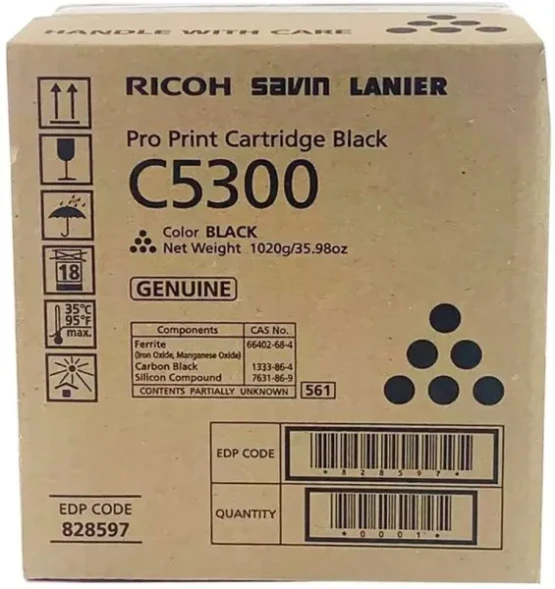 HANDLE WITH CARE
RICOH savin LANIER
Pro Print Cartridge Black
C5300
Color BLACK
Net Weight 1020g/35.98oz
18
35°C
95°F
max.
GENUINE
Components CAS No.
Ferrite 66402-68-4
(Iron Oxide, Manganese Oxide)
Carbon Black 1333-86-4
Silicon Compound 7631-86-9
CONTENTS PARTIALLY UNKNOWN 561
EDP CODE
*828597*
QUANTITY
*0001*
EDP CODE
828597